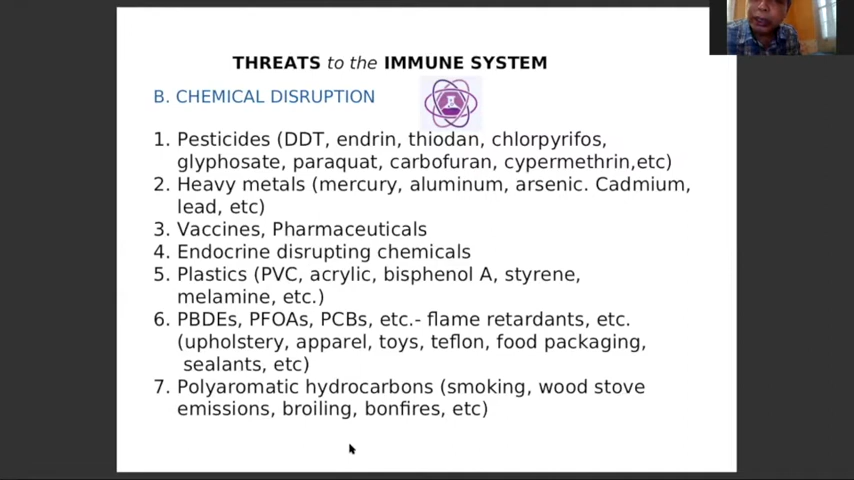 THREATS to the IMMUNE SYSTEM
B. CHEMICAL DISRUPTION
1. Pesticides (DDT, endrin, thiodan, chlorpyrifos,
glyphosate, paraquat, carbofuran, cypermethrin,etc)
2. Heavy metals (mercury, aluminum, arsenic. Cadmium,
lead, etc)
3. Vaccines, Pharmaceuticals
4. Endocrine disrupting chemicals
5. Plastics (PVC, acrylic, bisphenol A, styrene,
melamine, etc.)
6. PBDEs, PFOAs, PCBs, etc.- flame retardants, etc.
(upholstery, apparel, toys, teflon, food packaging,
sealants, etc)
7. Polyaromatic hydrocarbons (smoking, wood stove
emissions, broiling, bonfires, etc)